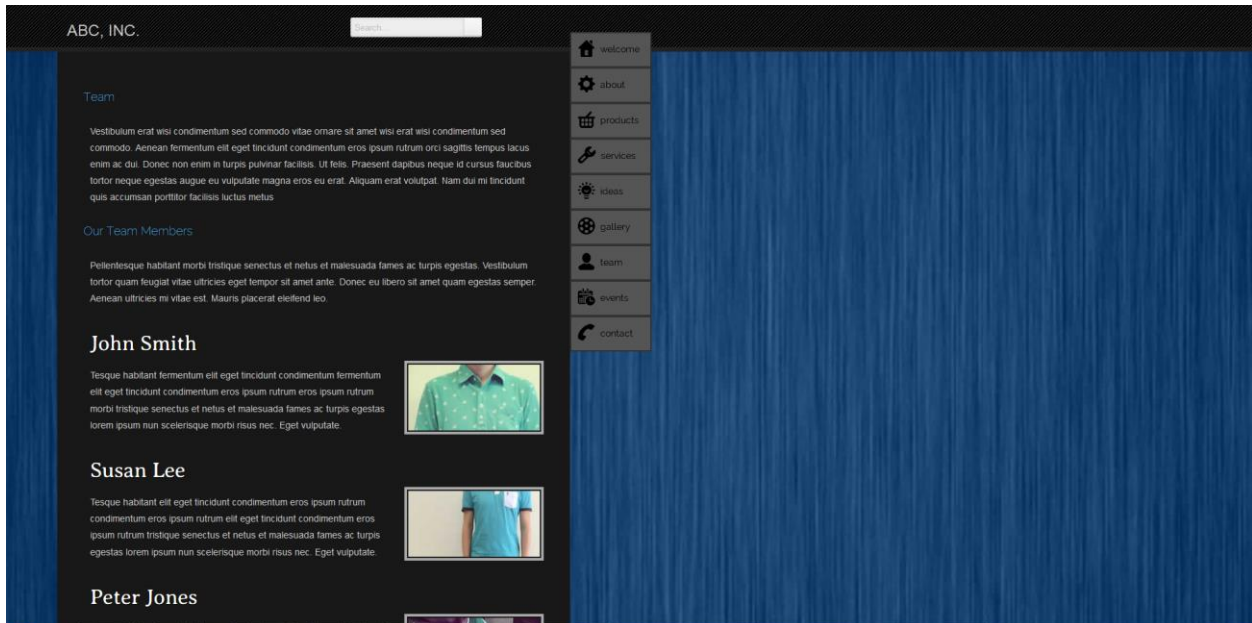 ABC, INC.
Search...
welcome
about
products
services
ideas
gallery
team
events
contact
Team
Vestibulum erat wisi condimentum sed commodo vitae ornare sit amet wisi erat wisi condimentum sed
commodo. Aenean fermentum elit eget tincidunt condimentum eros ipsum rutrum orci sagittis tempus lacus
enim ac dui. Donec non enim in turpis pulvinar facilisis. Ut felis. Praesent dapibus neque id cursus faucibus
tortor neque egestas augue eu vulputate magna eros eu erat. Aliquam erat volutpat. Nam dui mi tincidunt
quis accumsan porttitor facilisis luctus metus
Our Team Members
Pellentesque habitant morbi tristique senectus et netus et malesuada fames ac turpis egestas. Vestibulum
tortor quam feugiat vitae ultricies eget tempor sit amet ante. Donec eu libero sit amet quam egestas semper.
Aenean ultricies mi vitae est. Mauris placerat eleifend leo.
John Smith
Tesque habitant fermentum elit eget tincidunt condimentum fermentum
elit eget tincidunt condimentum eros ipsum rutrum eros ipsum rutrum
morbi tristique senectus et netus et malesuada fames ac turpis egestas
lorem ipsum nun scelerisque morbi risus nec. Eget vulputate.
Susan Lee
Tesque habitant elit eget tincidunt condimentum eros ipsum rutrum
condimentum eros ipsum rutrum elit eget tincidunt condimentum eros
ipsum rutrum tristique senectus et netus et malesuada fames ac turpis
egestas lorem ipsum nun scelerisque morbi risus nec. Eget vulputate.
Peter Jones